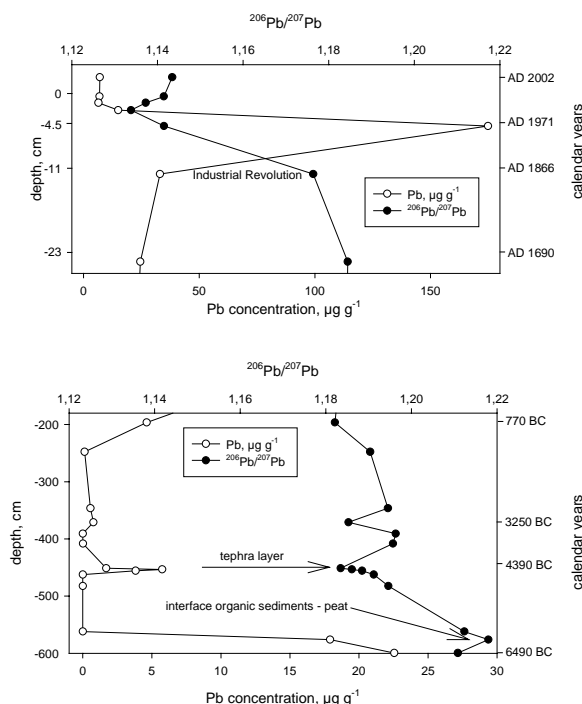 ²⁰⁶Pb/²⁰⁷Pb
1,12 1,14 1,16 1,18 1,20 1,22
depth, cm
0
-4.5
-11
-23
AD 2002
AD 1971
AD 1866
AD 1690
calendar years
Industrial Revolution
Pb, µg g⁻¹
²⁰⁶Pb/²⁰⁷Pb
0 50 100 150
Pb concentration, µg g⁻¹
²⁰⁶Pb/²⁰⁷Pb
1,12 1,14 1,16 1,18 1,20 1,22
depth, cm
-200
-300
-400
-500
-600
770 BC
3250 BC
4390 BC
6490 BC
calendar years
Pb, µg g⁻¹
²⁰⁶Pb/²⁰⁷Pb
tephra layer
interface organic sediments - peat
0 5 10 15 20 25 30
Pb concentration, µg g⁻¹